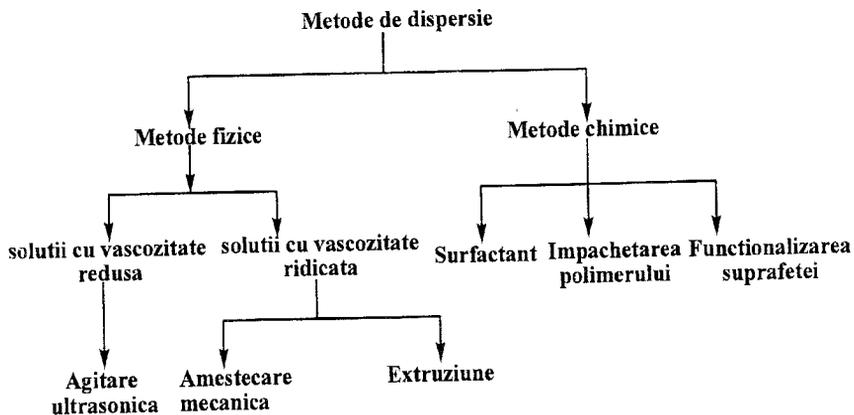 Metode de dispersie
Metode fizice
Metode chimice
solutii cu vascozitate
redusa
solutii cu vascozitate
ridicata
Surfactant
Impachetarea
polimerului
Functionalizarea
suprafetei
Agitare
ultrasonica
Amestecare
mecanica
Extruziune